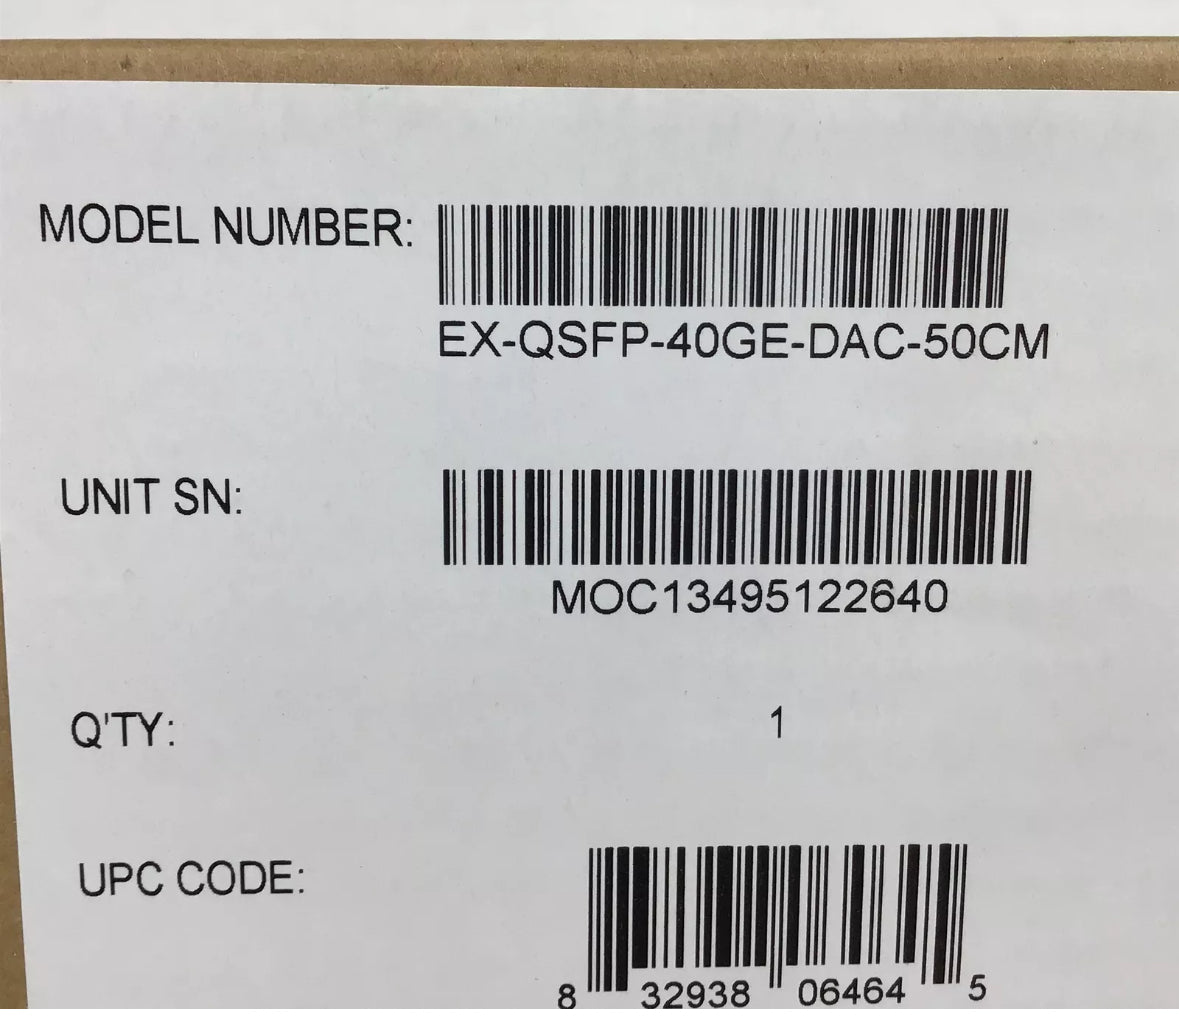 MODEL NUMBER:
EX-QSFP-40GE-DAC-50CM
UNIT SN:
MOC13495122640
Q'TY: 1
UPC CODE:
8 32938 06464 5